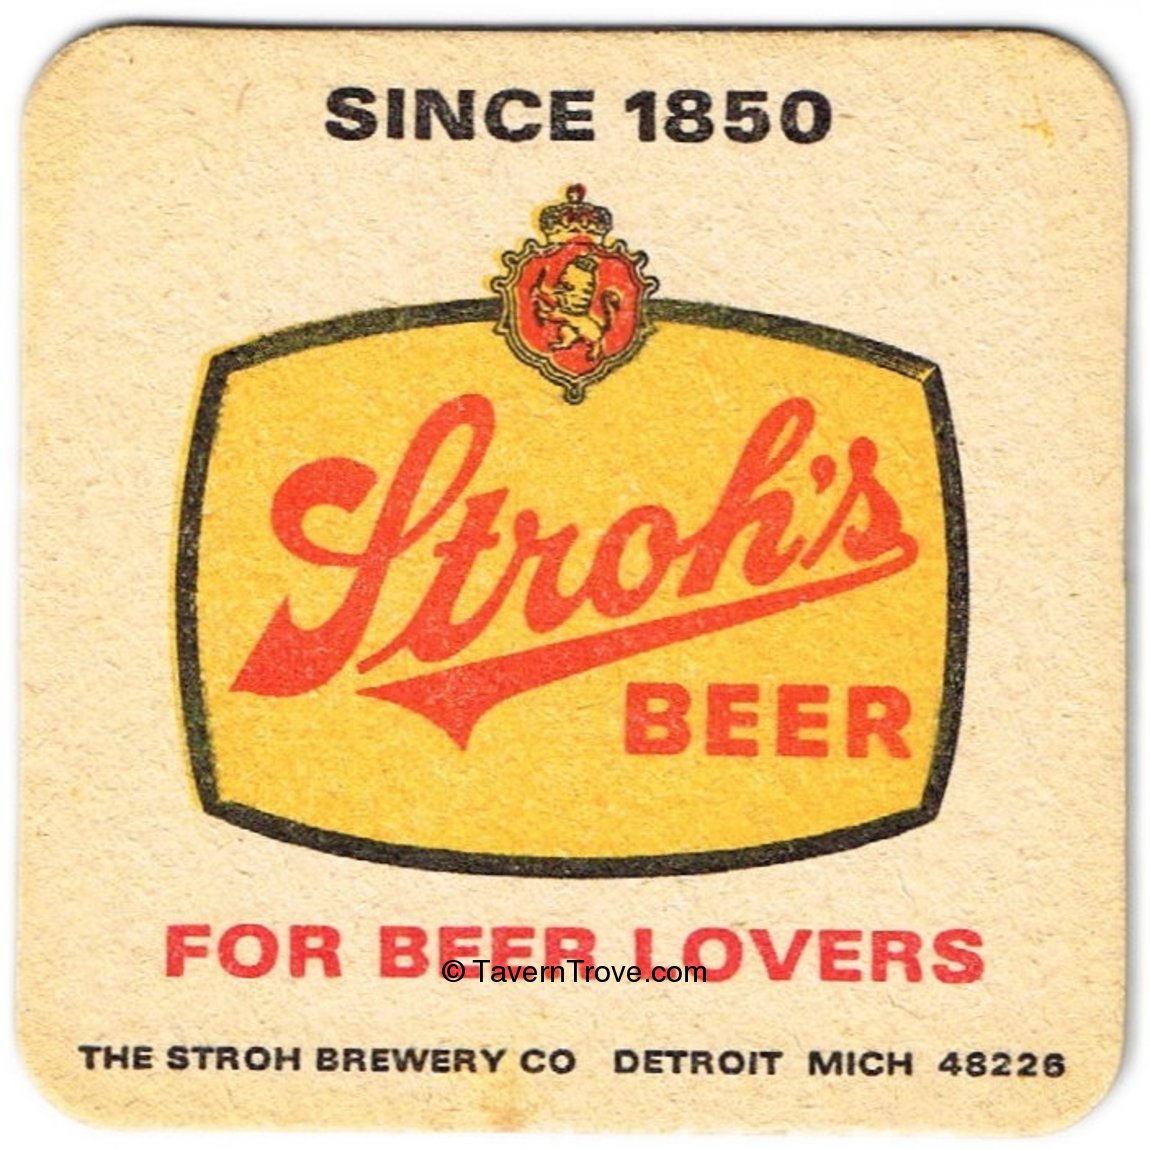 SINCE 1850
Stroh's
BEER
FOR BEER LOVERS
© TavernTrove.com
THE STROH BREWERY CO DETROIT MICH 48226